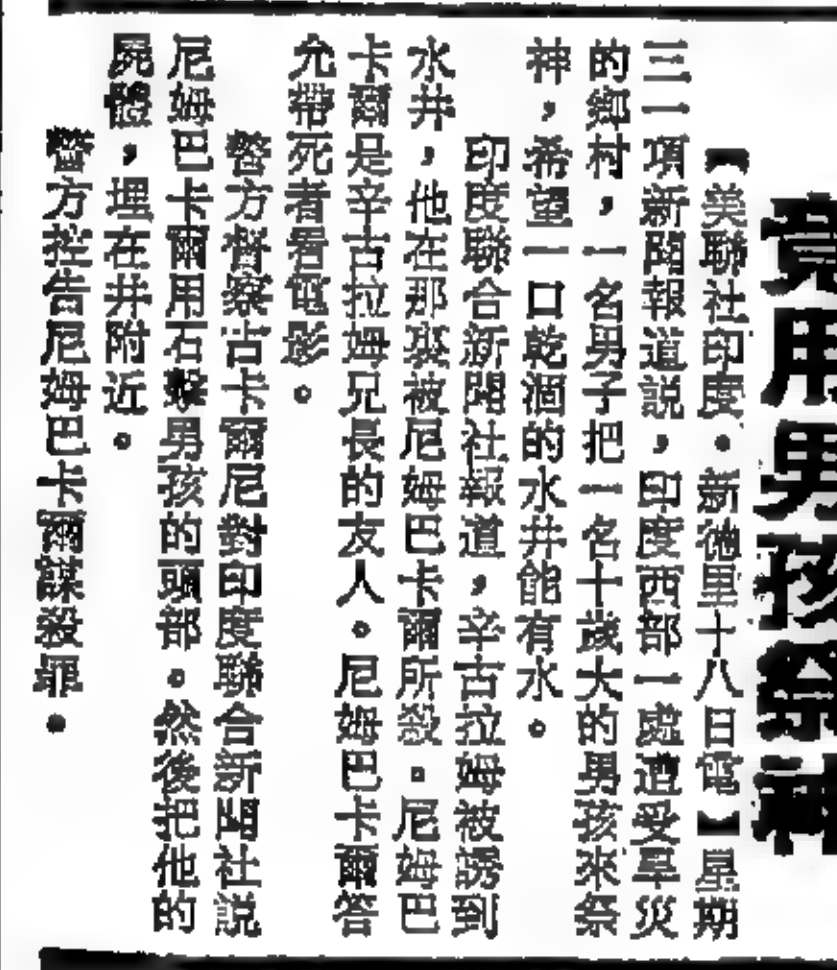 竟用男孩祭神
【美聯社印度·新德里十八日電】星期
三一項新聞報道説，印度西部一處遭受旱災
的鄉村，一名男子把一名十歲大的男孩來祭
神，希望一口乾涸的水井能有水。
印度聯合新聞社報道，辛古拉姆被誘到
水井，他在那裏被尼姆巴卡爾所殺。尼姆巴
卡爾是辛古拉姆兄長的友人。尼姆巴卡爾答
允帶死者看電影。
警方督察古卡爾尼對印度聯合新聞社説
尼姆巴卡爾用石擊男孩的頭部。然後把他的
屍體，埋在井附近。
警方控告尼姆巴卡爾謀殺罪。